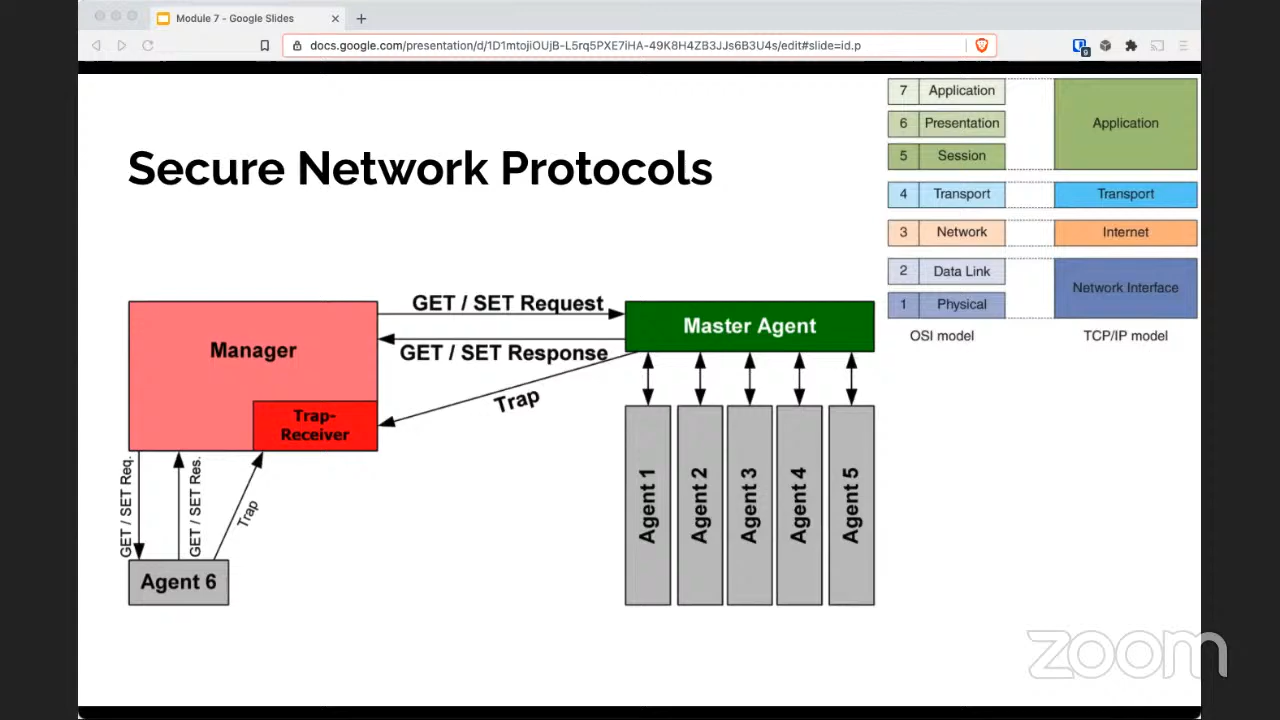 Module 7 - Google Slides
docs.google.com/presentation/d/1D1mtojiOUjB-L5rq5PXE7iHA-49K8H4ZB3JJs6B3U4s/edit#slide=id.p
9
Secure Network Protocols
7 Application
6 Presentation
5 Session
4 Transport
3 Network
2 Data Link
1 Physical
OSI model
Application
Transport
Internet
Network Interface
TCP/IP model
Manager
Trap-
Receiver
GET / SET Request
GET / SET Response
Trap
Master Agent
GET / SET Req.
GET / SET Res.
Trap
Agent 6
Agent 1
Agent 2
Agent 3
Agent 4
Agent 5
zoom